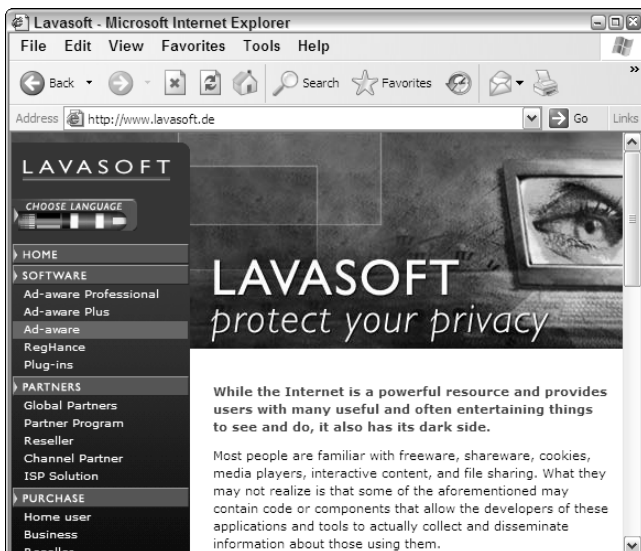 Lavasoft - Microsoft Internet Explorer
File Edit View Favorites Tools Help
Back Search Favorites »
Address http://www.lavasoft.de Go Links
LAVASOFT
CHOOSE LANGUAGE
HOME
SOFTWARE
Ad-aware Professional
Ad-aware Plus
Ad-aware
RegHance
Plug-ins
PARTNERS
Global Partners
Partner Program
Reseller
Channel Partner
ISP Solution
PURCHASE
Home user
Business
Reseller
LAVASOFT
protect your privacy
While the Internet is a powerful resource and provides
users with many useful and often entertaining things
to see and do, it also has its dark side.
Most people are familiar with freeware, shareware, cookies,
media players, interactive content, and file sharing. What they
may not realize is that some of the aforementioned may
contain code or components that allow the developers of these
applications and tools to actually collect and disseminate
information about those using them.